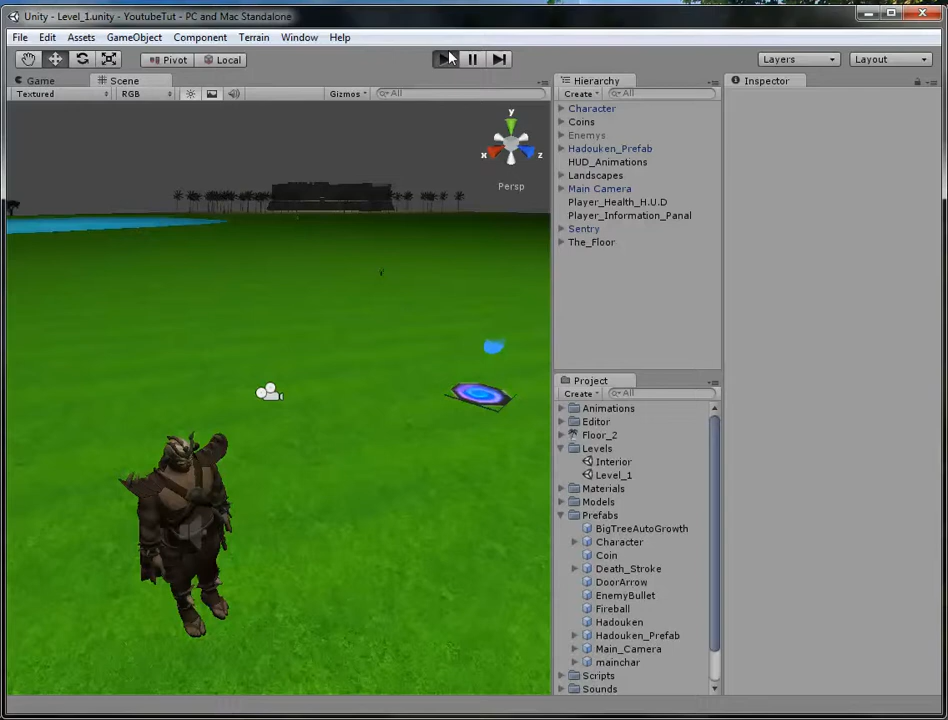 Unity - Level_1.unity - YoutubeTut - PC and Mac Standalone
File Edit Assets GameObject Component Terrain Window Help
Pivot Local Layers Layout
Game Scene
Textured RGB Gizmos All
y
x z
Persp
Hierarchy
Create All
Character
Coins
Enemys
Hadouken_Prefab
HUD_Animations
Landscapes
Main Camera
Player_Health_H.U.D
Player_Information_Panal
Sentry
The_Floor
Project
Create All
Animations
Editor
Floor_2
Levels
Interior
Level_1
Materials
Models
Prefabs
BigTreeAutoGrowth
Character
Coin
Death_Stroke
DoorArrow
EnemyBullet
Fireball
Hadouken
Hadouken_Prefab
Main_Camera
mainchar
Scripts
Sounds
Inspector